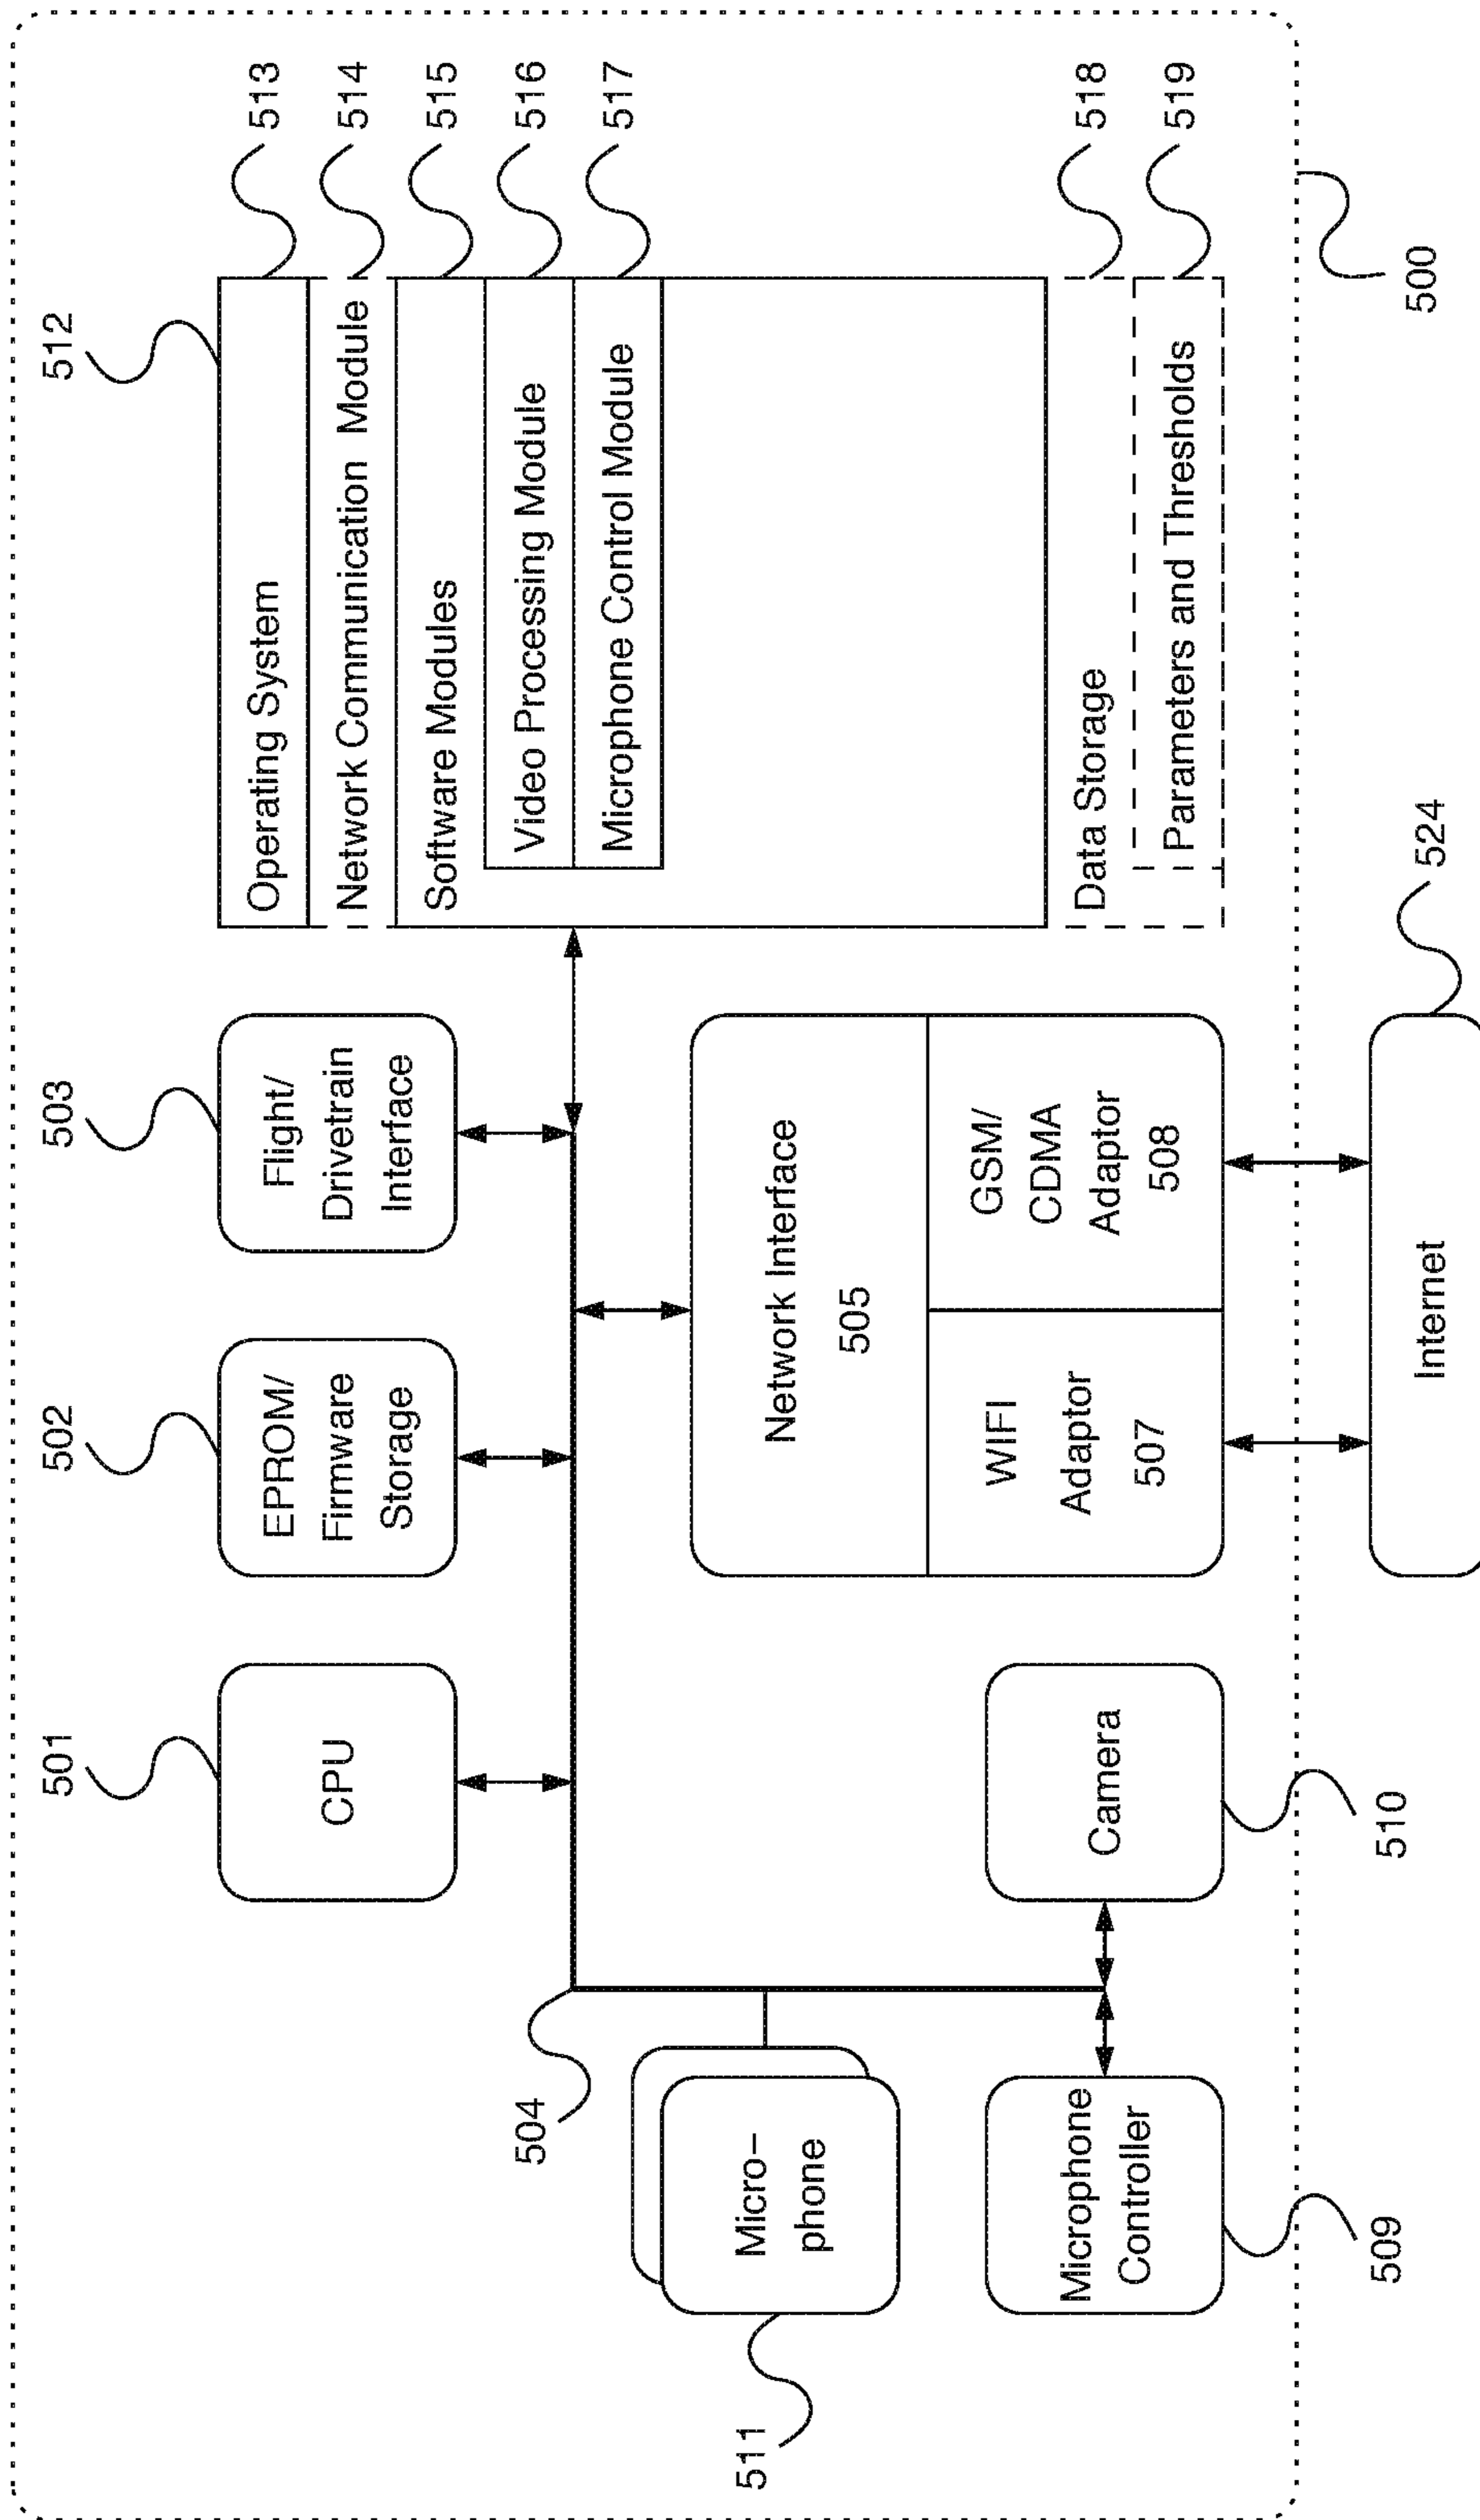 501
502
503
512
CPU
EPROM/
Firmware
Storage
Flight/
Drivetrain
Interface
Operating System
513
Network Communication Module
514
Software Modules
515
Video Processing Module
516
Microphone Control Module
517
Data Storage
518
Parameters and Thresholds
519
504
511
Micro-
phone
Microphone
Controller
509
Camera
510
Network Interface
505
WIFI
Adaptor
507
GSM/
CDMA
Adaptor
508
524
Internet
500